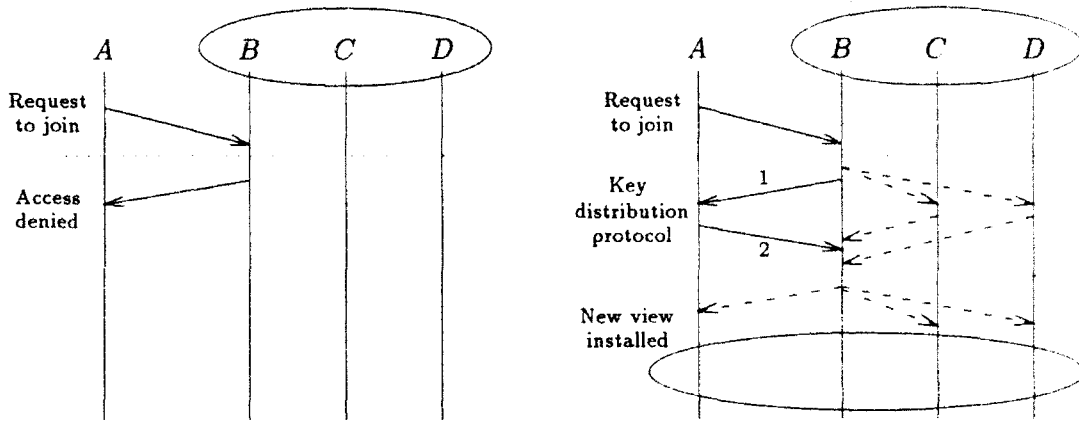 A B C D
Request
to join
Access
denied
A B C D
Request
to join
1
Key
distribution
protocol
2
New view
installed